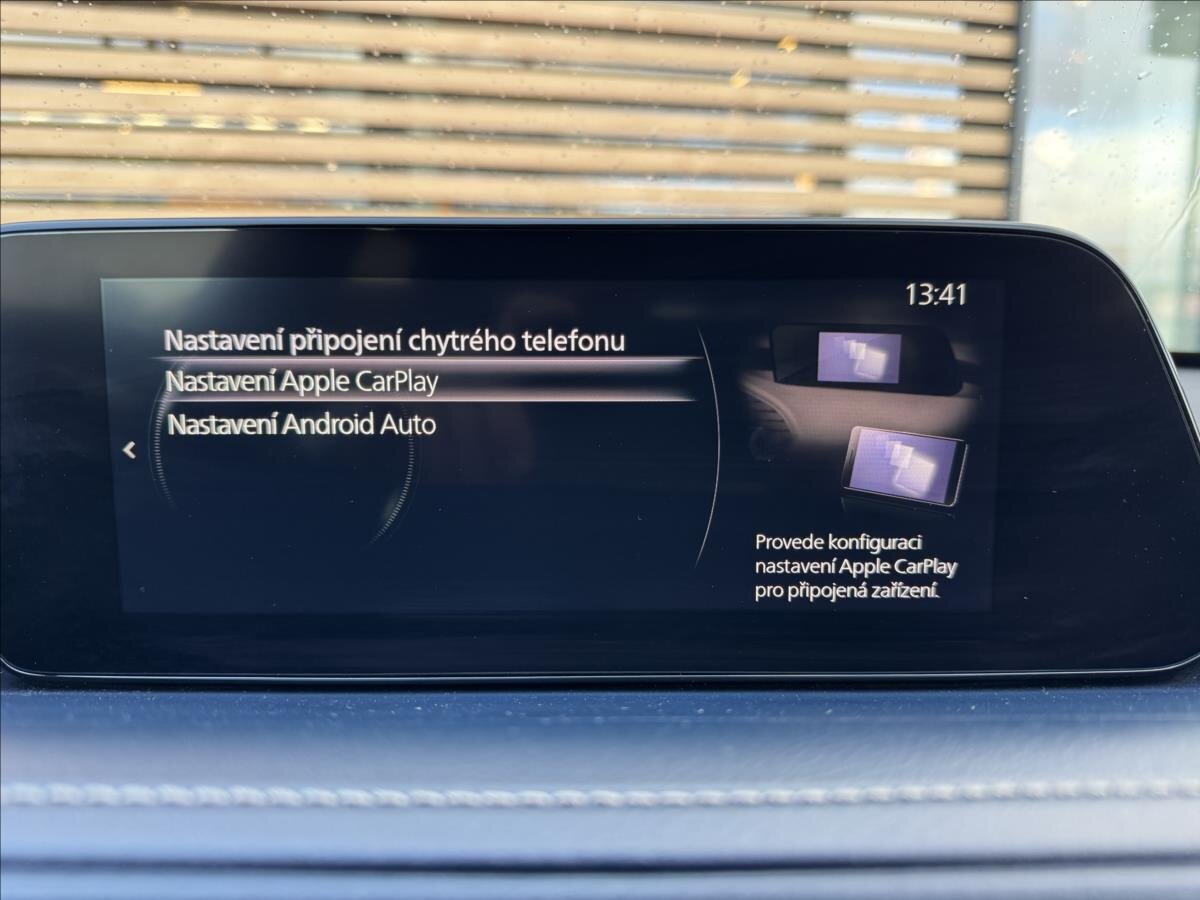 13:41
Nastavení připojení chytrého telefonu
Nastavení Apple CarPlay
Nastavení Android Auto
Provede konfiguraci
nastavení Apple CarPlay
pro připojená zařízení.